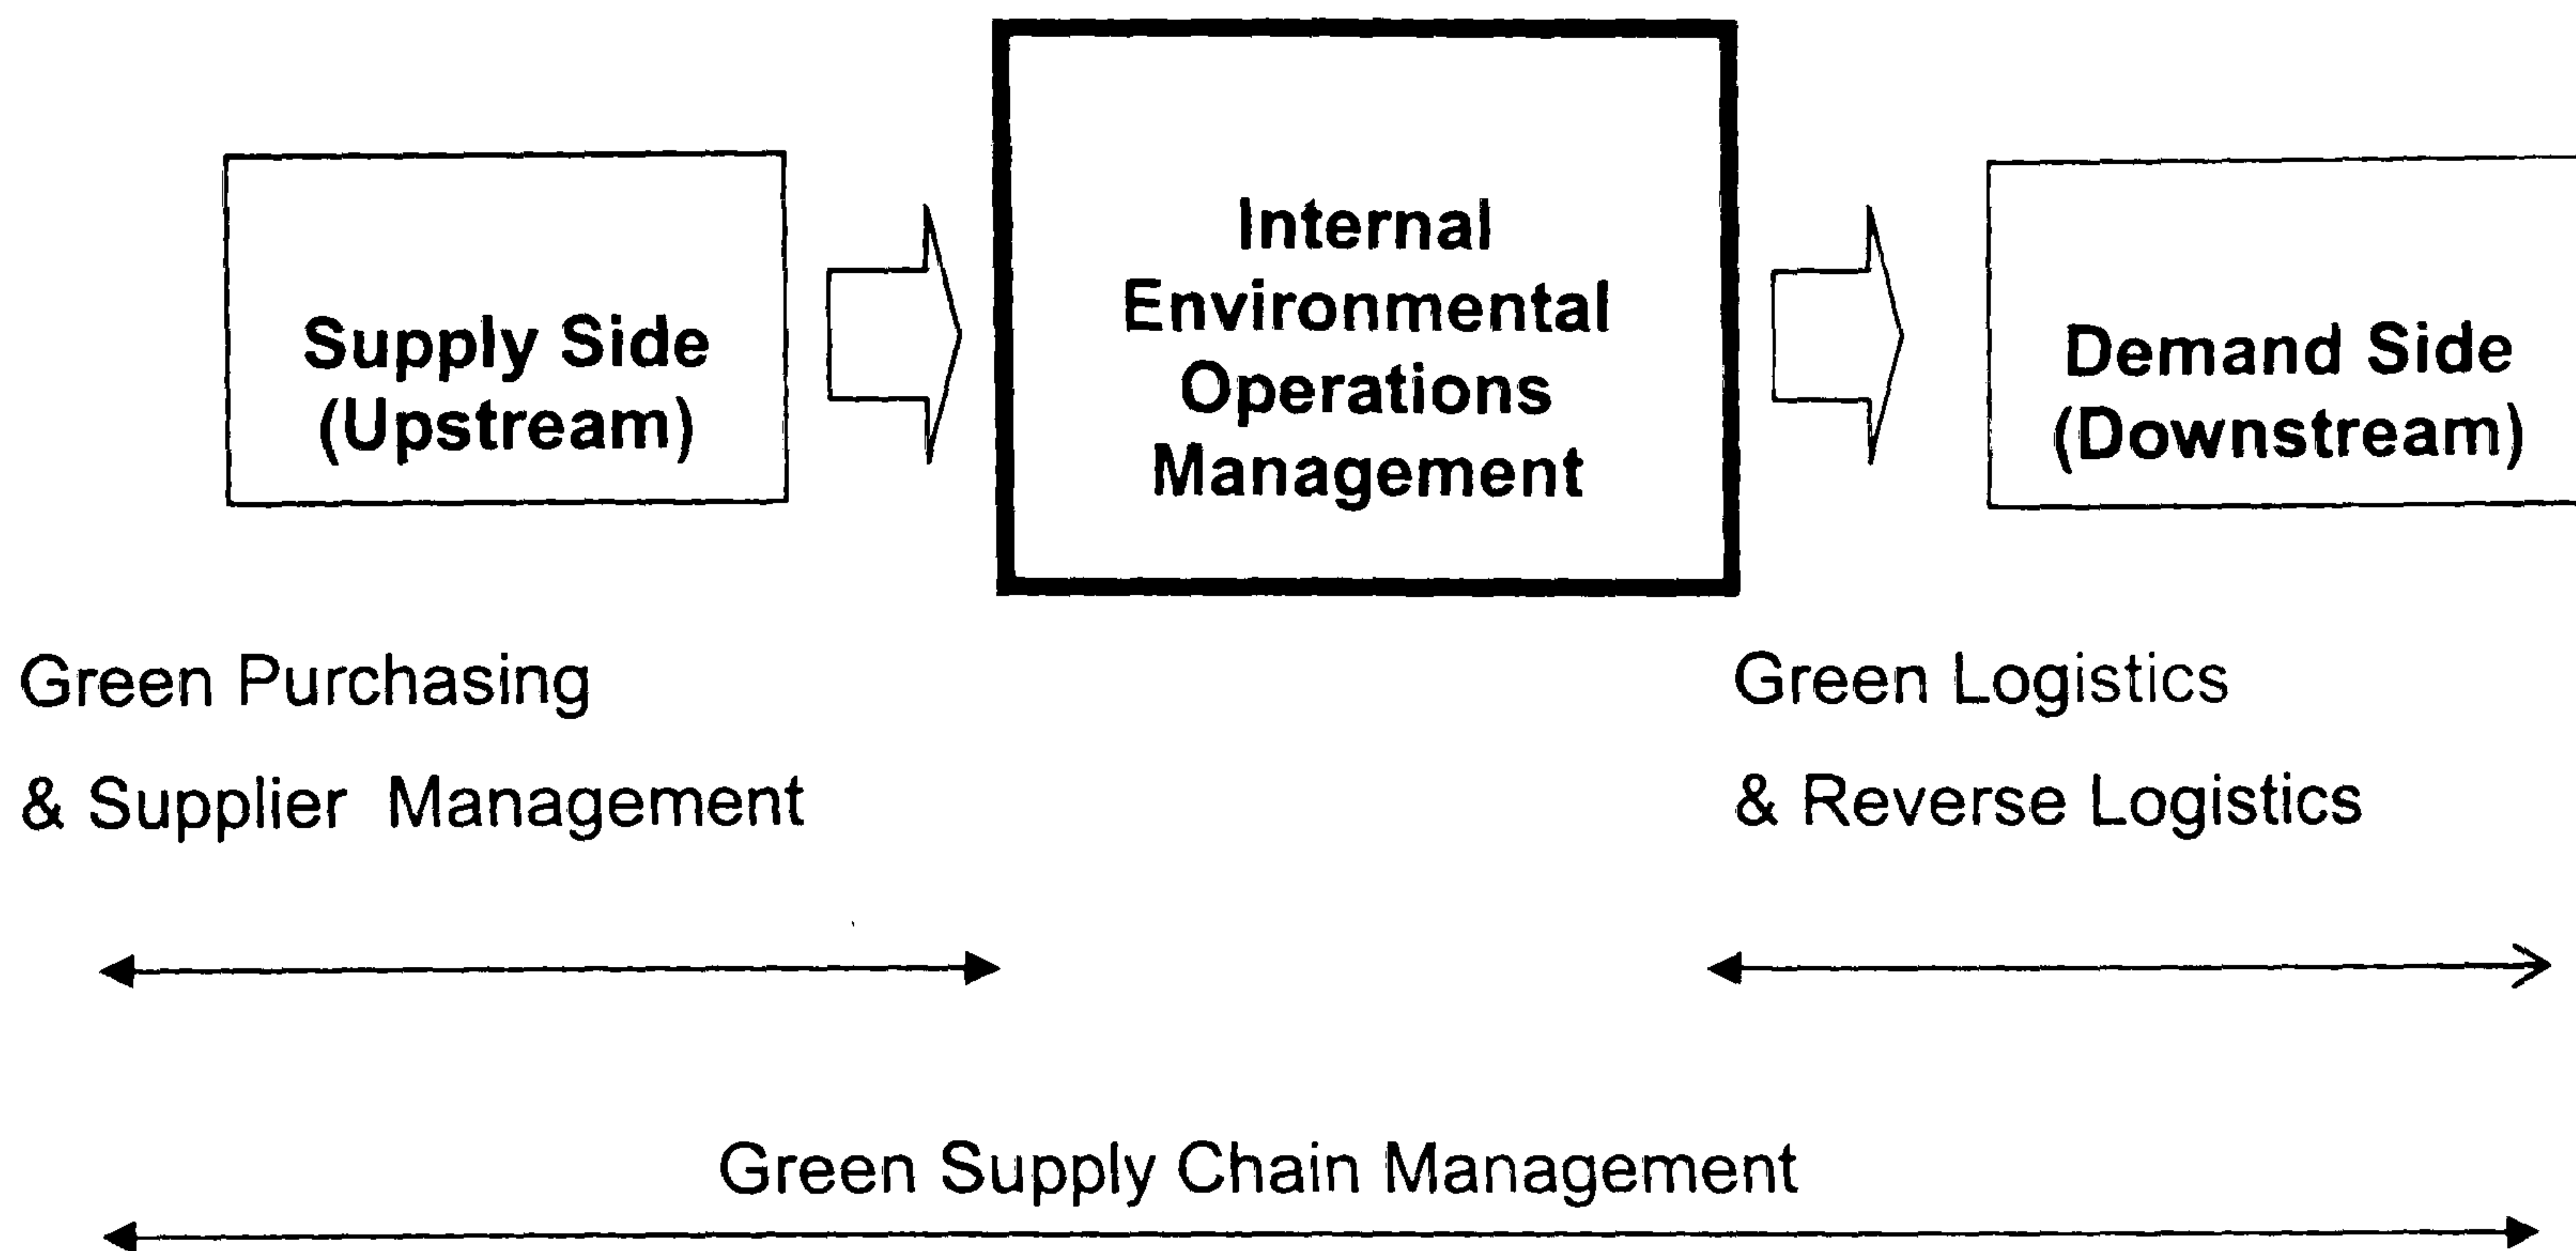 Supply Side
(Upstream)
Internal
Environmental
Operations
Management
Demand Side
(Downstream)
Green Purchasing
& Supplier Management
Green Logistics
& Reverse Logistics
Green Supply Chain Management